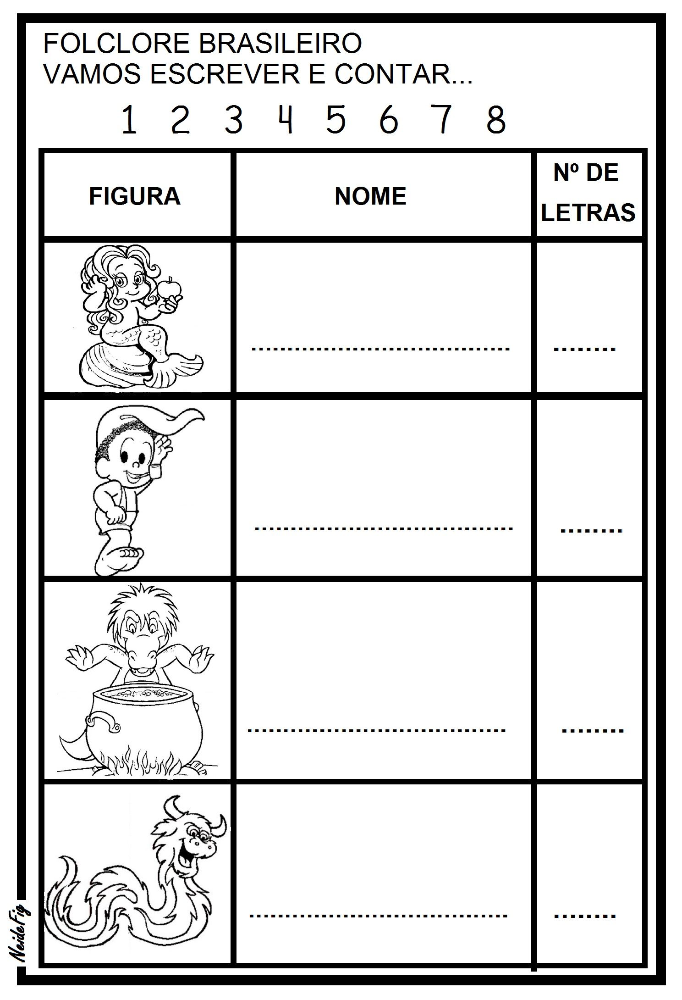 FOLCLORE BRASILEIRO
VAMOS ESCREVER E CONTAR...
1 2 3 4 5 6 7 8
FIGURA
NOME
Nº DE
LETRAS
NeideFig